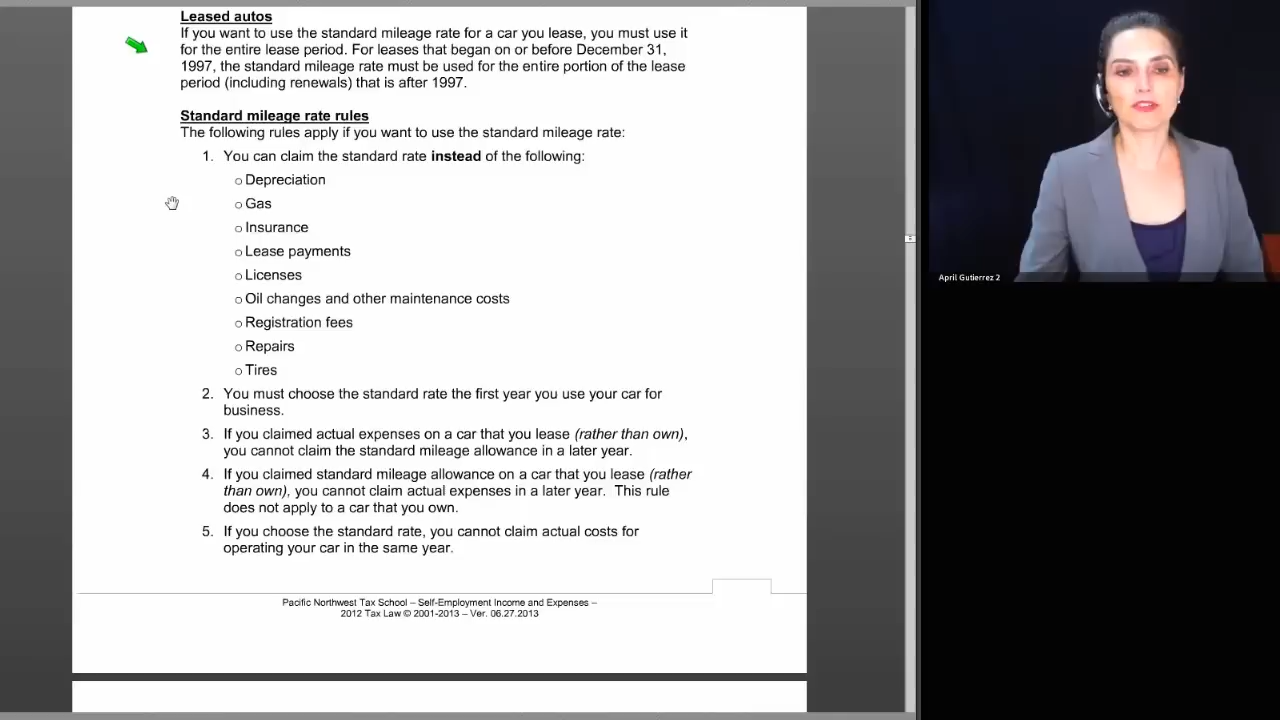 Leased autos
If you want to use the standard mileage rate for a car you lease, you must use it
for the entire lease period. For leases that began on or before December 31,
1997, the standard mileage rate must be used for the entire portion of the lease
period (including renewals) that is after 1997.
Standard mileage rate rules
The following rules apply if you want to use the standard mileage rate:
1. You can claim the standard rate instead of the following:
○ Depreciation
○ Gas
○ Insurance
○ Lease payments
○ Licenses
○ Oil changes and other maintenance costs
○ Registration fees
○ Repairs
○ Tires
2. You must choose the standard rate the first year you use your car for
business.
3. If you claimed actual expenses on a car that you lease (rather than own),
you cannot claim the standard mileage allowance in a later year.
4. If you claimed standard mileage allowance on a car that you lease (rather
than own), you cannot claim actual expenses in a later year. This rule
does not apply to a car that you own.
5. If you choose the standard rate, you cannot claim actual costs for
operating your car in the same year.
Pacific Northwest Tax School – Self-Employment Income and Expenses –
2012 Tax Law © 2001-2013 – Ver. 06.27.2013
April Gutierrez 2